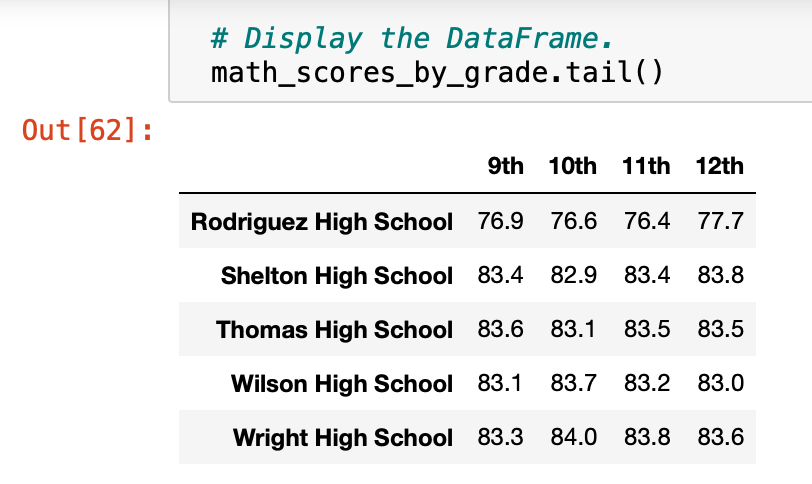 # Display the DataFrame.
math_scores_by_grade.tail()
Out[62]:
9th 10th 11th 12th
Rodriguez High School 76.9 76.6 76.4 77.7
Shelton High School 83.4 82.9 83.4 83.8
Thomas High School 83.6 83.1 83.5 83.5
Wilson High School 83.1 83.7 83.2 83.0
Wright High School 83.3 84.0 83.8 83.6